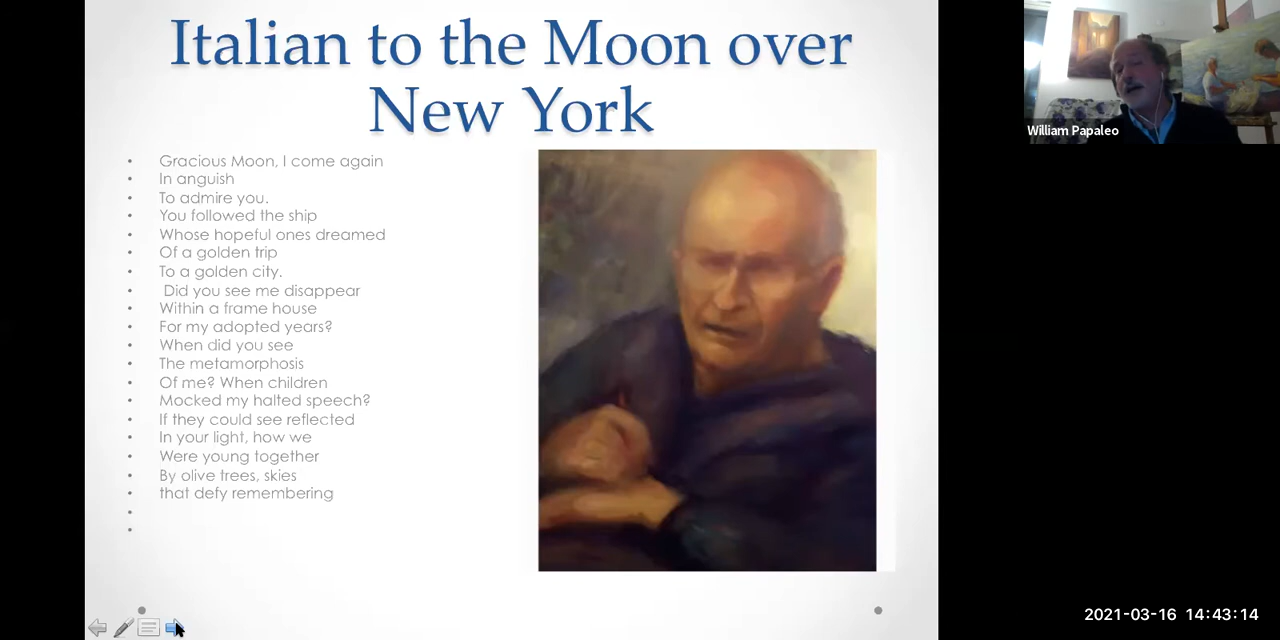 Italian to the Moon over
New York
• Gracious Moon, I come again
• In anguish
• To admire you.
• You followed the ship
• Whose hopeful ones dreamed
• Of a golden trip
• To a golden city.
• Did you see me disappear
• Within a frame house
• For my adopted years?
• When did you see
• The metamorphosis
• Of me? When children
• Mocked my halted speech?
• If they could see reflected
• In your light, how we
• Were young together
• By olive trees, skies
• that defy remembering
•
•
William Papaleo
2021-03-16 14:43:14